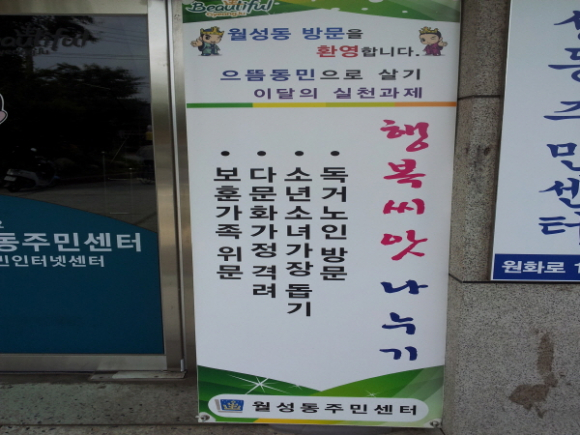 Beautiful
월성동 방문을
환영합니다.
으뜸동민으로 살기
이달의 실천과제
행복씨앗 나누기
• 독거노인 방문
• 소년소녀가장 돕기
• 다문화가정 격려
• 보훈가족 위문
월성동주민센터
동주민센터
민인터넷센터
성동주민센터
원화로 1